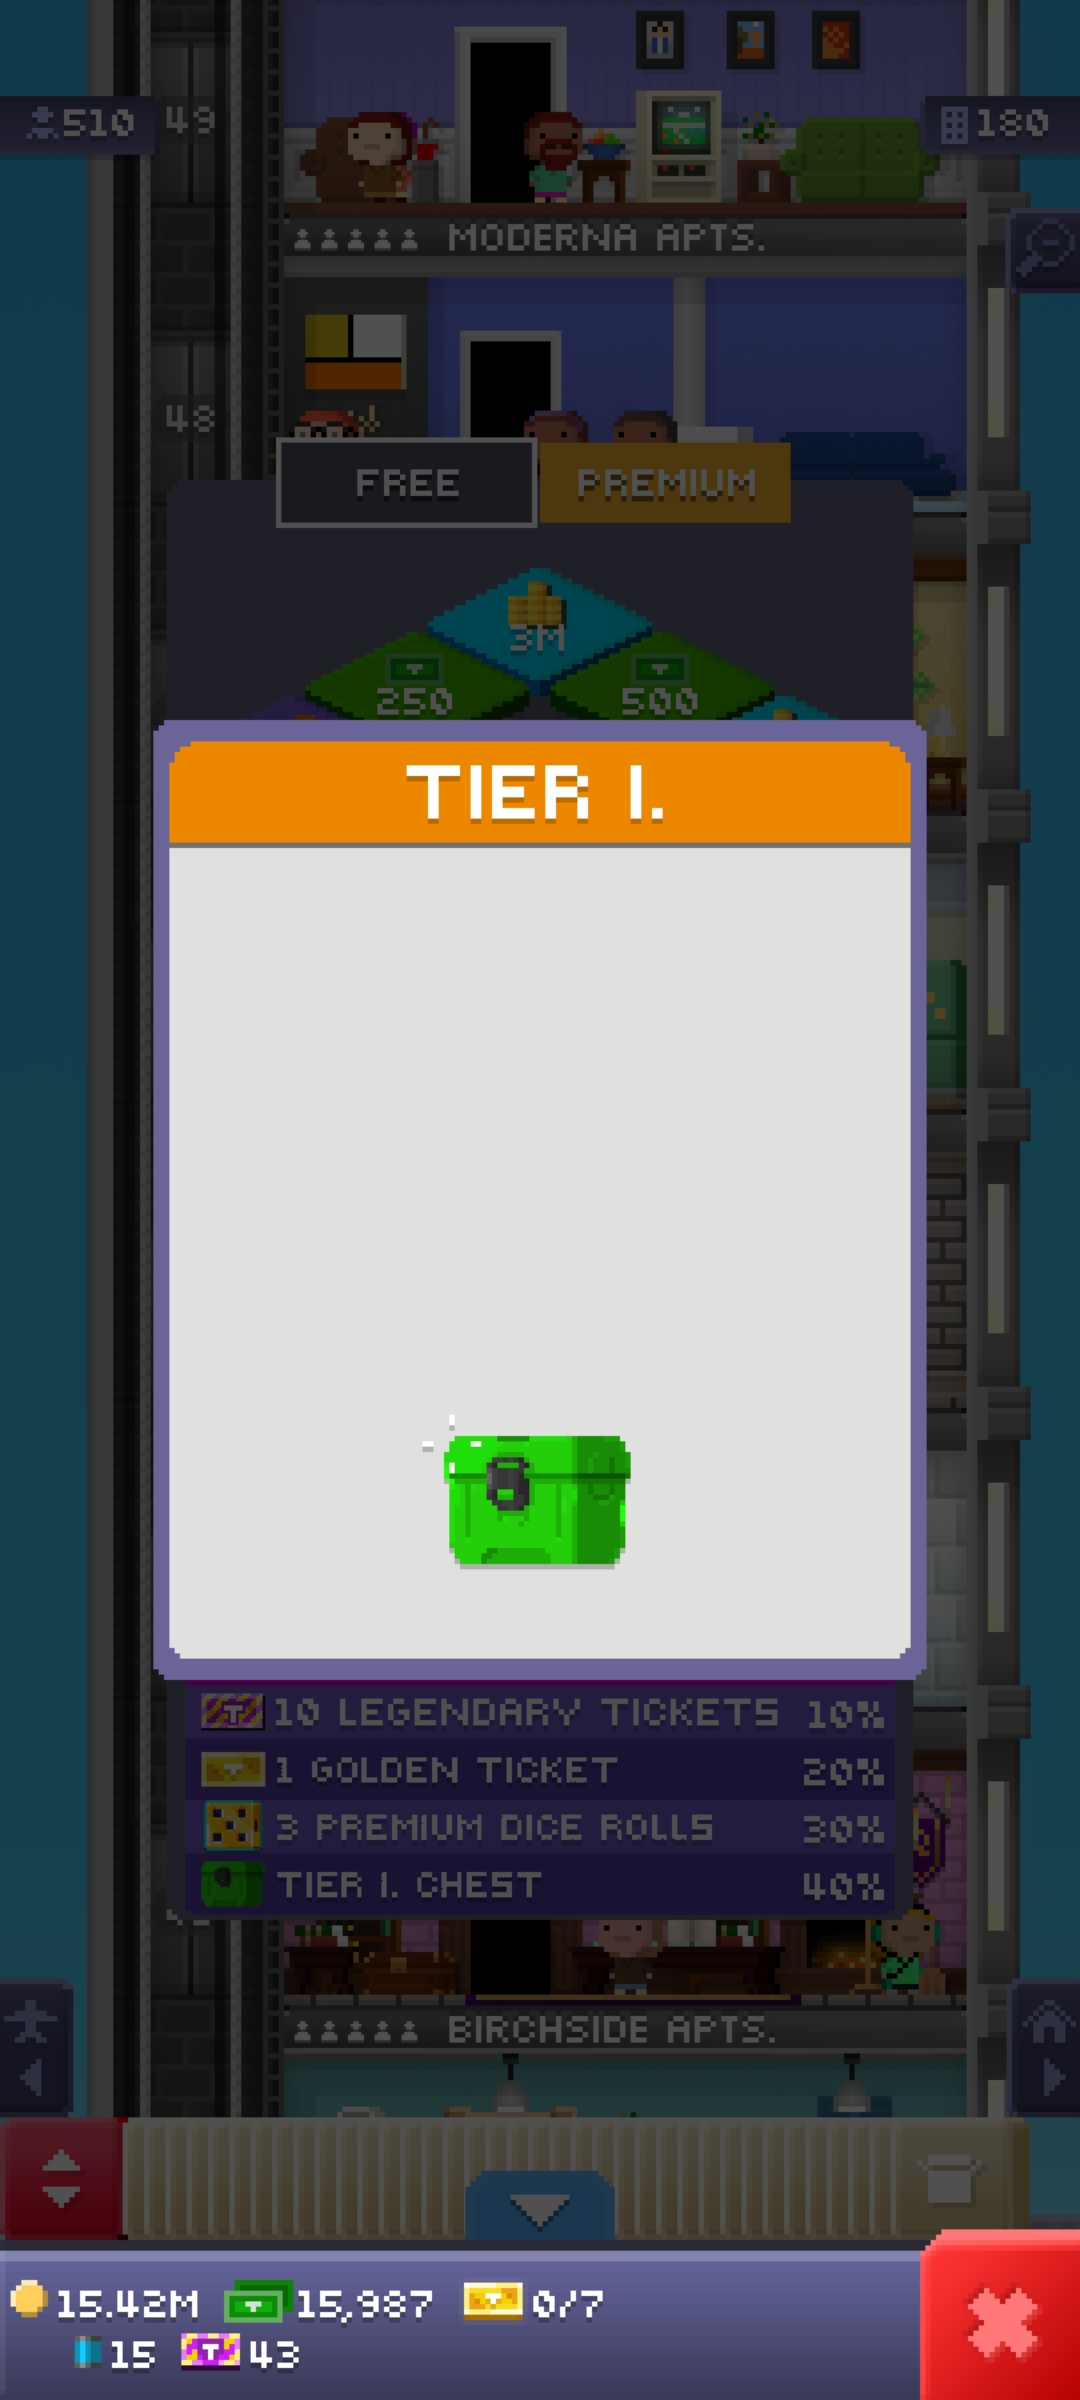 510
49
180
MODERNA APTS.
48
FREE
PREMIUM
3M
250
500
TIER 1.
10 LEGENDARY TICKETS 10%
1 GOLDEN TICKET 20%
3 PREMIUM DICE ROLLS 30%
TIER 1. CHEST 40%
BIRCHSIDE APTS.
15.42M 15,987 0/7
15 43